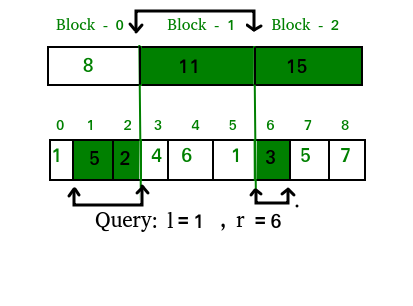 Block - 0 Block - 1 Block - 2
8 11 15
0 1 2 3 4 5 6 7 8
1 5 2 4 6 1 3 5 7
Query: l = 1 , r = 6 .